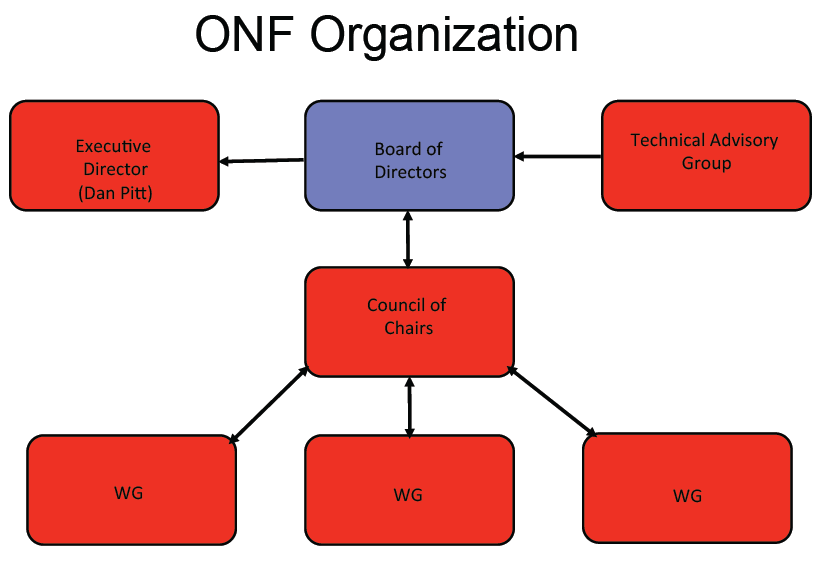 ONF Organization
Executive
Director
(Dan Pitt)
Board of
Directors
Technical Advisory
Group
Council of
Chairs
WG
WG
WG